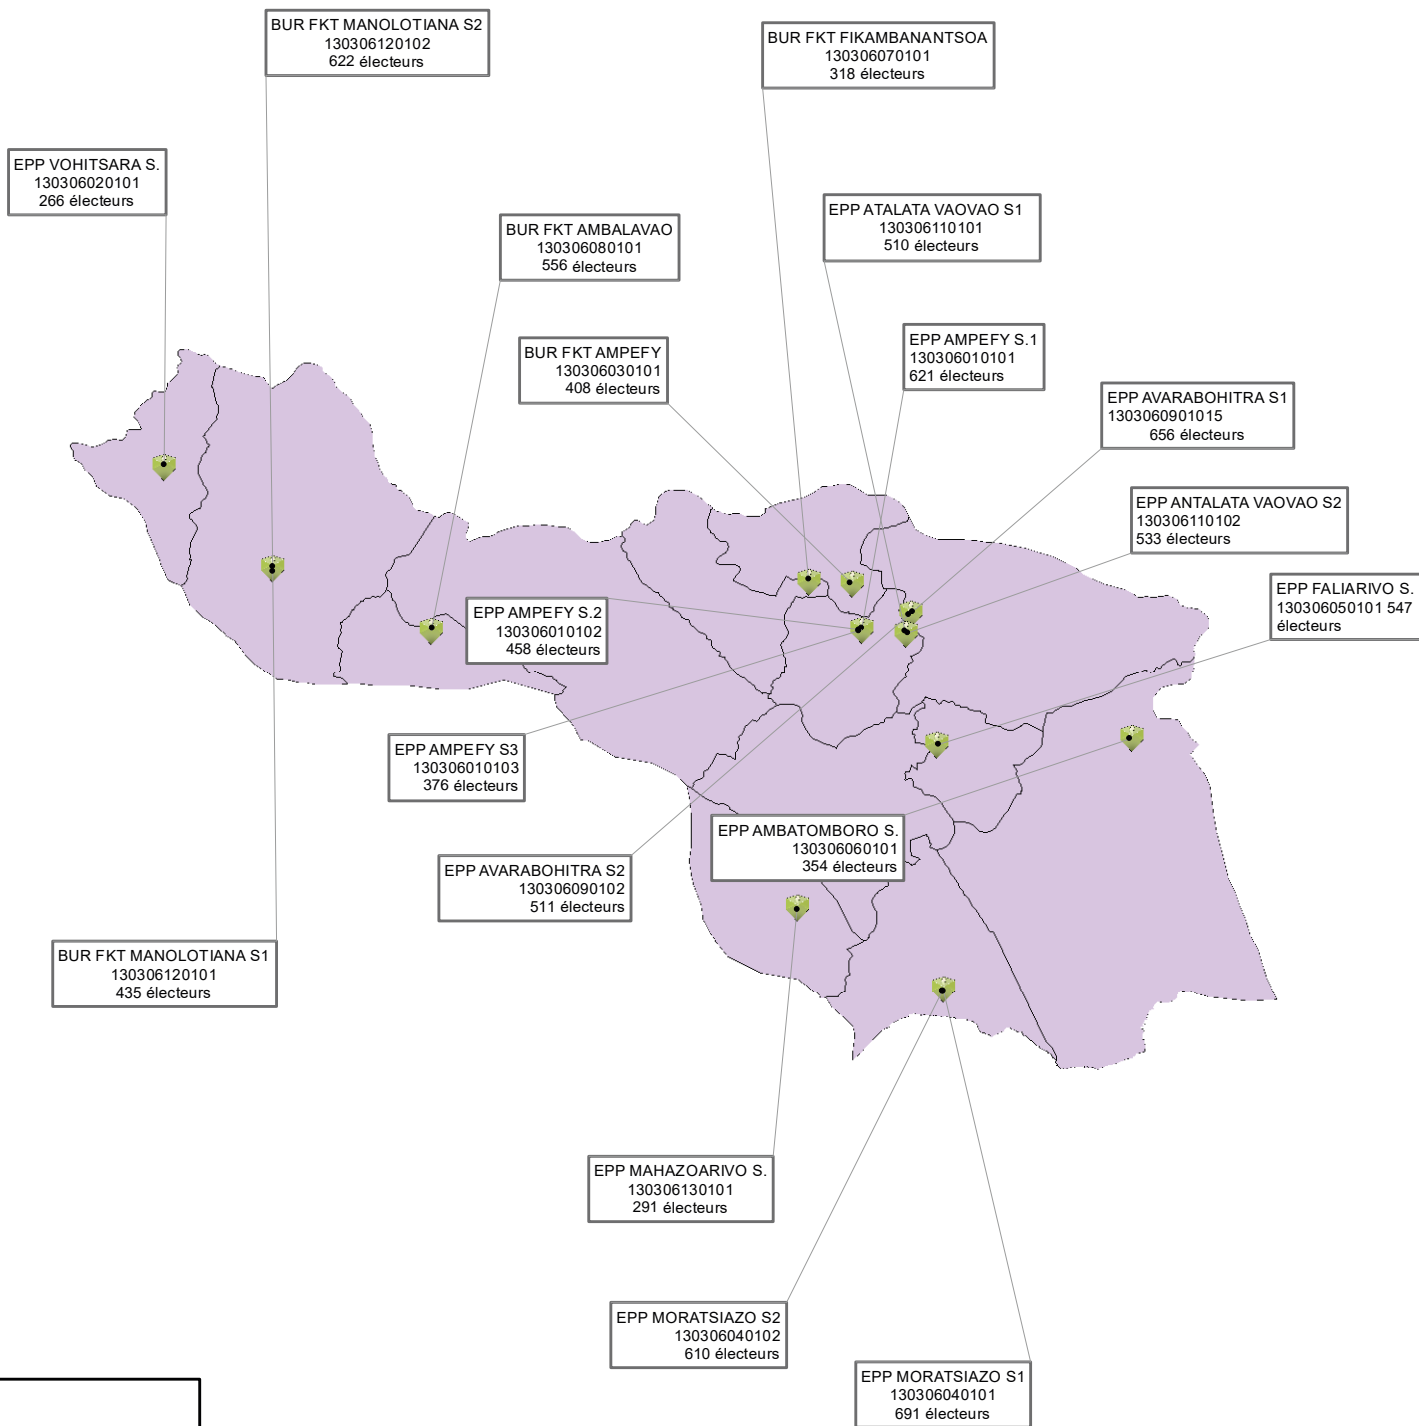 BUR FKT MANOLOTIANA S2
130306120102
622 électeurs
BUR FKT FIKAMBANANTSOA
130306070101
318 électeurs
EPP VOHITSARA S.
130306020101
266 électeurs
EPP ATALATA VAOVAO S1
130306110101
510 électeurs
BUR FKT AMBALAVAO
130306080101
556 électeurs
EPP AMPEFY S.1
130306010101
621 électeurs
BUR FKT AMPEFY
130306030101
408 électeurs
EPP AVARABOHITRA S1
1303060901015
656 électeurs
EPP ANTALATA VAOVAO S2
130306110102
533 électeurs
EPP FALIARIVO S.
130306050101 547
électeurs
EPP AMPEFY S.2
130306010102
458 électeurs
EPP AMPEFY S3
130306010103
376 électeurs
EPP AMBATOMBORO S.
130306060101
354 électeurs
EPP AVARABOHITRA S2
130306090102
511 électeurs
BUR FKT MANOLOTIANA S1
130306120101
435 électeurs
EPP MAHAZOARIVO S.
130306130101
291 électeurs
EPP MORATSIAZO S2
130306040102
610 électeurs
EPP MORATSIAZO S1
130306040101
691 électeurs